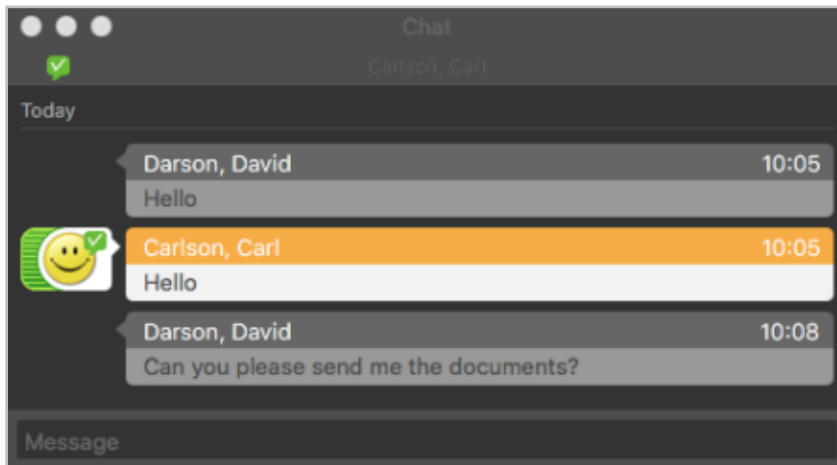 Chat
Carlson, Carl
Today
Darson, David 10:05
Hello
Carlson, Carl 10:05
Hello
Darson, David 10:08
Can you please send me the documents?
Message